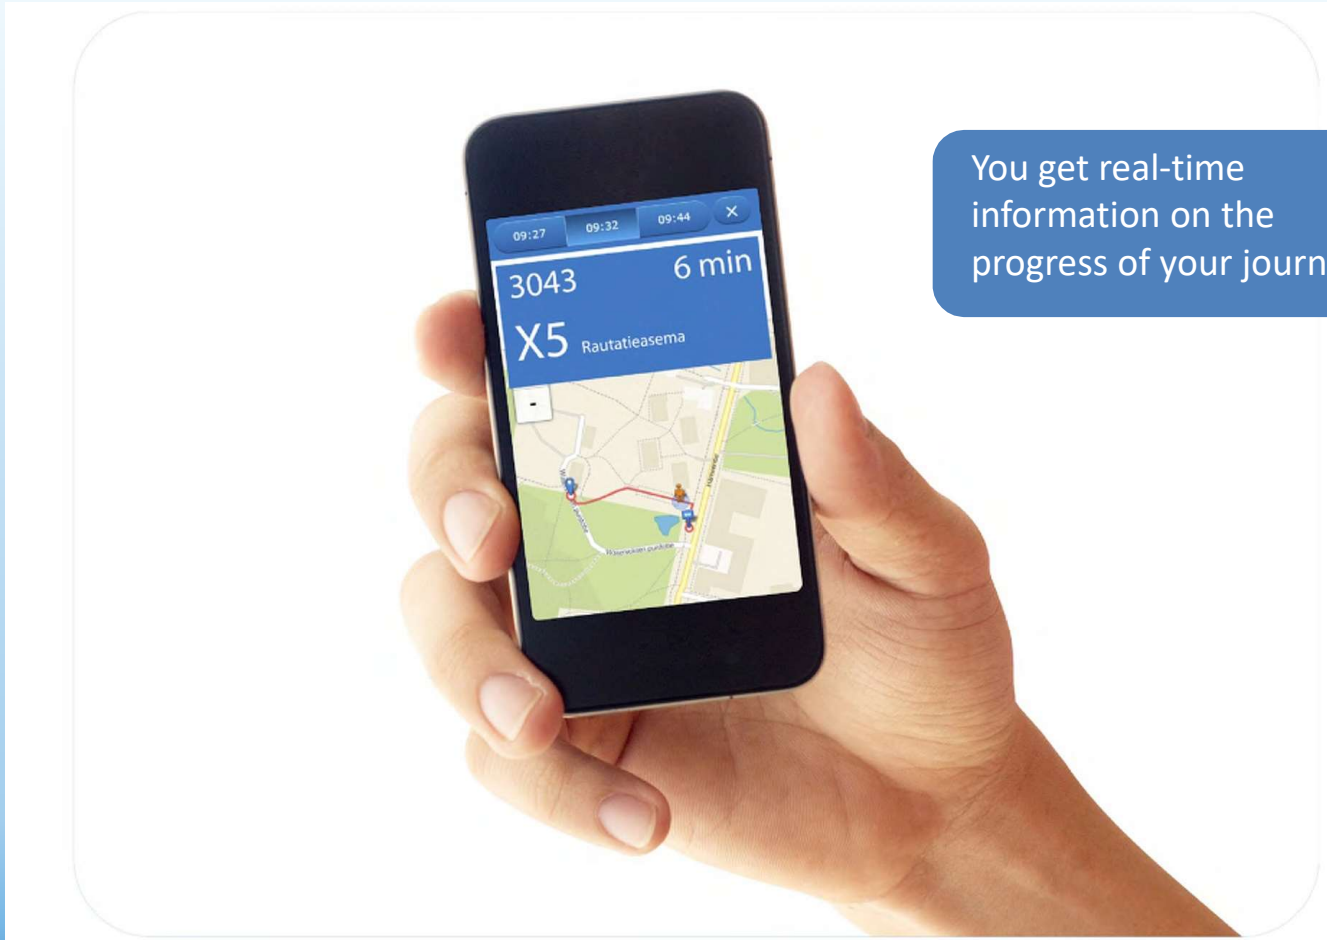 09:27 09:32 09:44 ×
3043 6 min
X5 Rautatieasema
-
You get real-time
information on the
progress of your journ